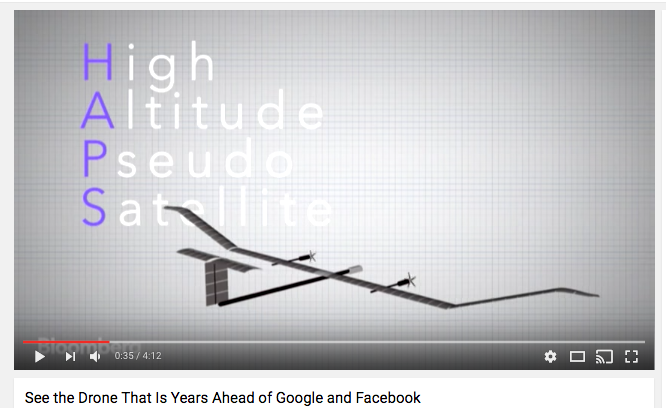 High
Altitude
Pseudo
Satellite
Bloomberg
0:35 / 4:12
See the Drone That Is Years Ahead of Google and Facebook